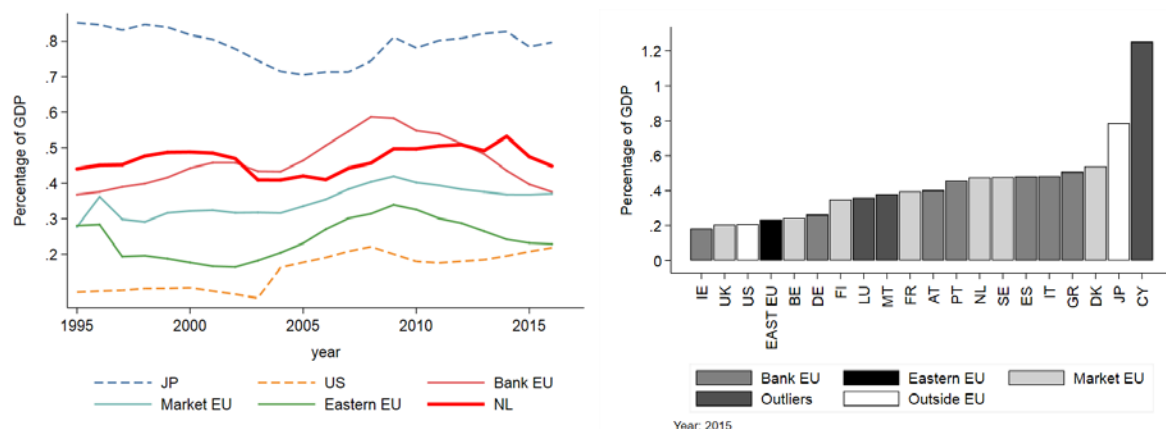 Percentage of GDP
.8
.7
.6
.5
.4
.3
.2
1995 2000 2005 2010 2015
year
JP US Bank EU
Market EU Eastern EU NL
Percentage of GDP
1.2
1
.8
.6
.4
.2
0
IE UK US EAST EU BE DE FI LU MT FR AT PT NL SE ES IT GR DK JP CY
Bank EU Eastern EU Market EU
Outliers Outside EU
Year: 2015